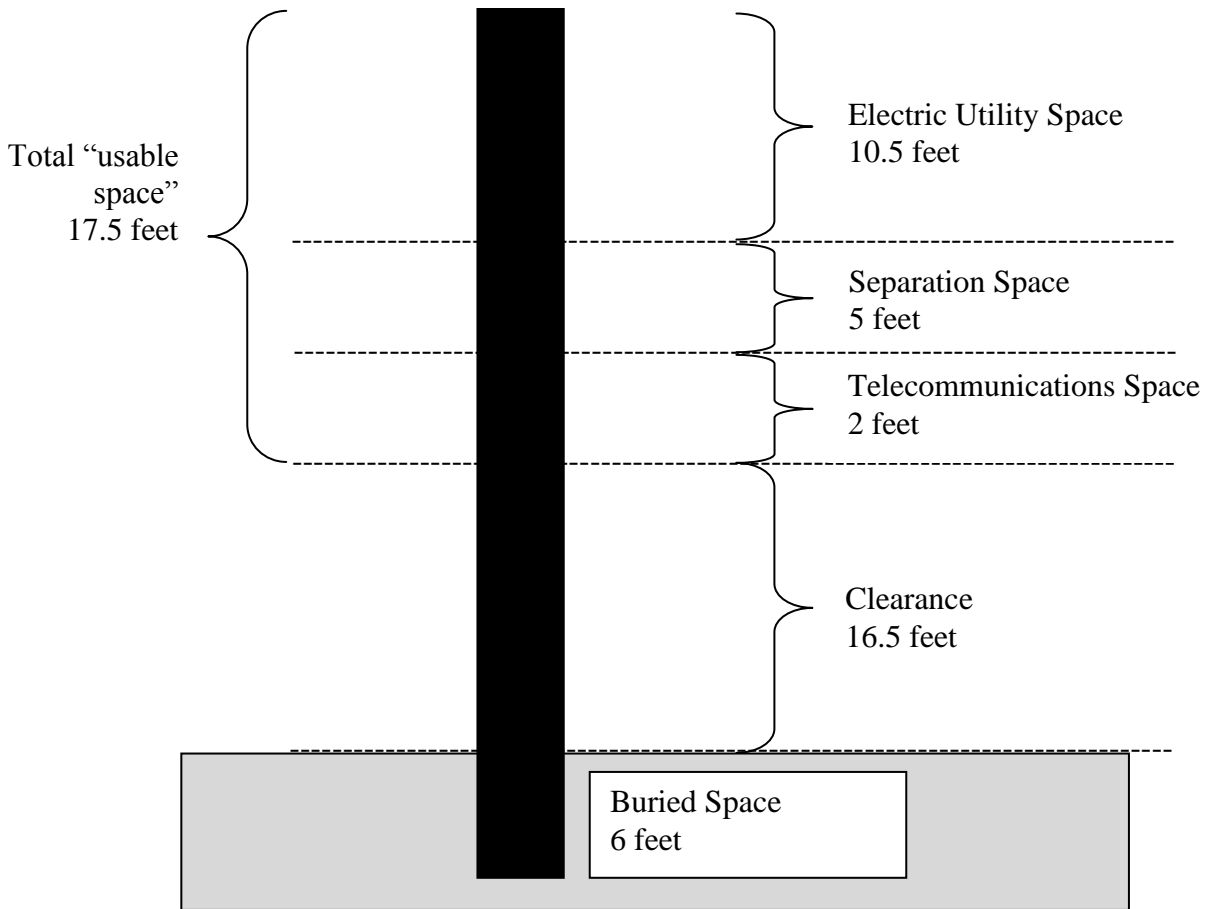 Total “usable
space”
17.5 feet
Electric Utility Space
10.5 feet
Separation Space
5 feet
Telecommunications Space
2 feet
Clearance
16.5 feet
Buried Space
6 feet